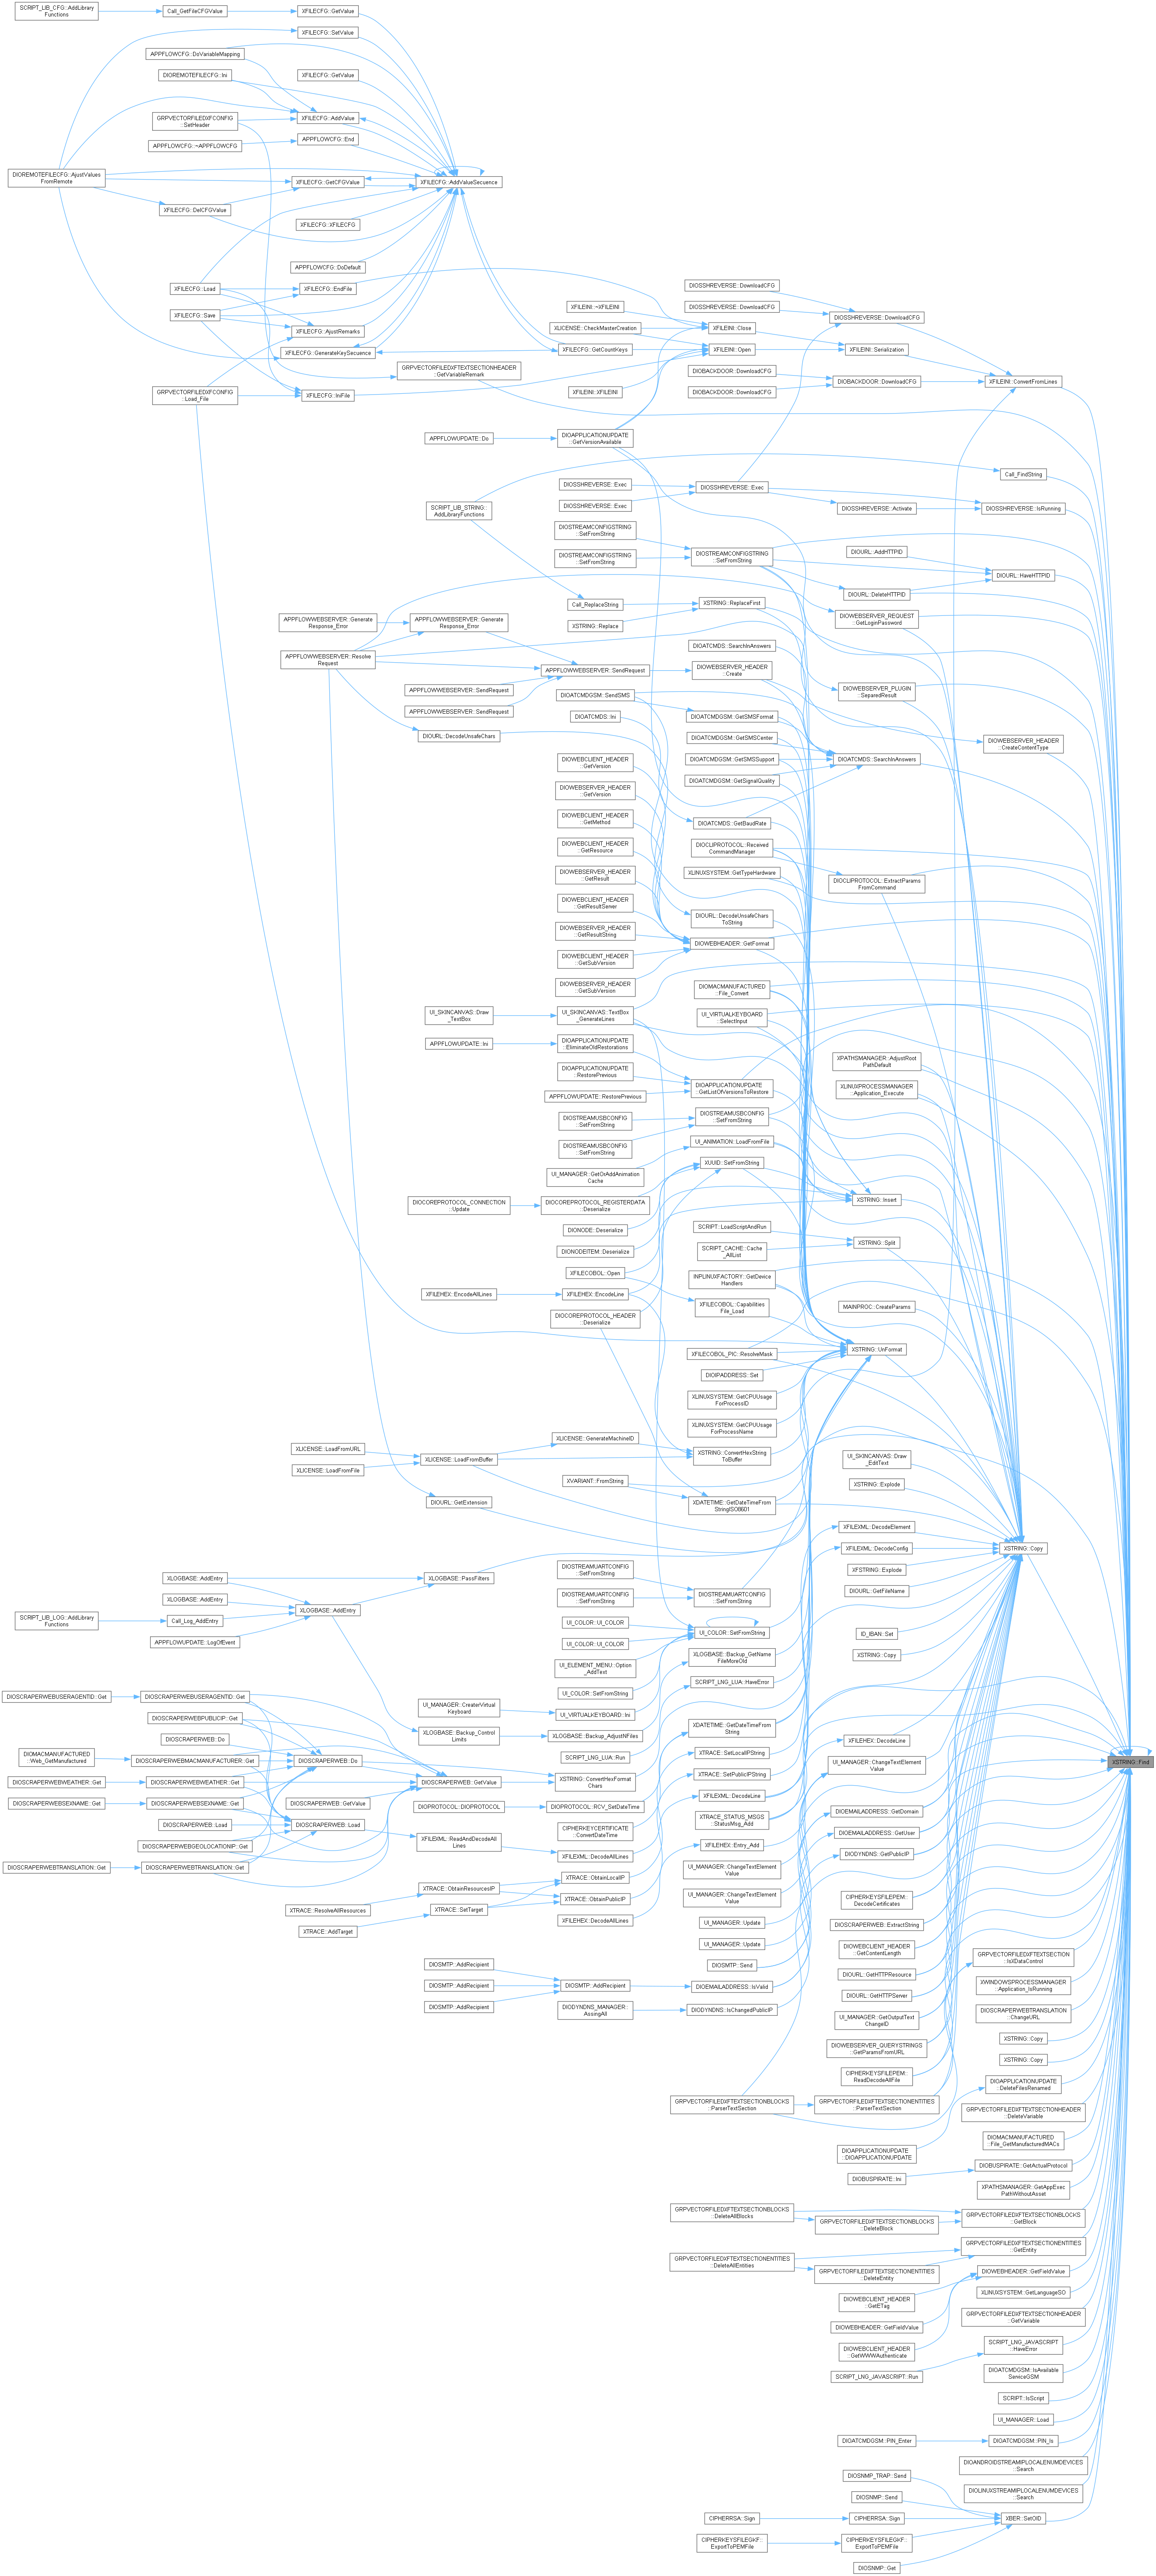 SCRIPT_LIB_CFG::AddLibrary
Functions
Call_GetFileCFGValue
XFILECFG::GetValue
XFILECFG::SetValue
APPFLOWCFG::DoVariableMapping
DIOREMOTEFILECFG::Ini
XFILECFG::GetValue
GRPVECTORFILEDXFCONFIG
::SetHeader
XFILECFG::AddValue
APPFLOWCFG::~APPFLOWCFG
APPFLOWCFG::End
DIOREMOTEFILECFG::AjustValues
FromRemote
XFILECFG::GetCFGValue
XFILECFG::AddValueSecuence
XFILECFG::DelCFGValue
XFILECFG::XFILECFG
APPFLOWCFG::DoDefault
XFILECFG::Load
XFILECFG::EndFile
XFILECFG::Save
XFILECFG::AjustRemarks
XFILECFG::GenerateKeySecuence
GRPVECTORFILEDXFCONFIG
::Load_File
XFILECFG::IniFile
GRPVECTORFILEDXFTEXTSECTIONHEADER
::GetVariableRemark
XFILEINI::~XFILEINI
XLICENSE::CheckMasterCreation
XFILECFG::GetCountKeys
XFILEINI::XFILEINI
DIOSSHREVERSE::DownloadCFG
DIOSSHREVERSE::DownloadCFG
XFILEINI::Close
XFILEINI::Open
DIOBACKDOOR::DownloadCFG
DIOBACKDOOR::DownloadCFG
DIOSSHREVERSE::DownloadCFG
XFILEINI::Serialization
DIOBACKDOOR::DownloadCFG
XFILEINI::ConvertFromLines
APPFLOWUPDATE::Do
DIOAPPLICATIONUPDATE
::GetVersionAvailable
Call_FindString
DIOSSHREVERSE::Exec
DIOSSHREVERSE::Exec
DIOSSHREVERSE::Exec
DIOSSHREVERSE::Activate
DIOSSHREVERSE::IsRunning
SCRIPT_LIB_STRING::
AddLibraryFunctions
DIOSTREAMCONFIGSTRING
::SetFromString
DIOSTREAMCONFIGSTRING
::SetFromString
DIOSTREAMCONFIGSTRING
::SetFromString
DIOURL::AddHTTPID
DIOURL::HaveHTTPID
DIOURL::DeleteHTTPID
Call_ReplaceString
XSTRING::Replace
XSTRING::ReplaceFirst
DIOWEBSERVER_REQUEST
::GetLoginPassword
APPFLOWWEBSERVER::Generate
Response_Error
APPFLOWWEBSERVER::Generate
Response_Error
APPFLOWWEBSERVER::Resolve
Request
APPFLOWWEBSERVER::SendRequest
APPFLOWWEBSERVER::SendRequest
APPFLOWWEBSERVER::SendRequest
DIOATCMDS::SearchInAnswers
DIOWEBSERVER_HEADER
::Create
DIOWEBSERVER_PLUGIN
::SeparedResult
DIOURL::DecodeUnsafeChars
DIOATCMDGSM::SendSMS
DIOATCMDS::Ini
DIOATCMDGSM::GetSMSFormat
DIOATCMDGSM::GetSMSCenter
DIOATCMDGSM::GetSMSSupport
DIOATCMDGSM::GetSignalQuality
DIOWEBSERVER_HEADER
::CreateContentType
DIOATCMDS::SearchInAnswers
DIOATCMDS::GetBaudRate
DIOWEBCLIENT_HEADER
::GetVersion
DIOWEBSERVER_HEADER
::GetVersion
DIOWEBCLIENT_HEADER
::GetMethod
DIOWEBCLIENT_HEADER
::GetResource
DIOWEBSERVER_HEADER
::GetResult
DIOWEBCLIENT_HEADER
::GetResultServer
DIOWEBSERVER_HEADER
::GetResultString
DIOWEBCLIENT_HEADER
::GetSubVersion
DIOWEBSERVER_HEADER
::GetSubVersion
DIOCLIPROTOCOL::Received
CommandManager
XLINUXSYSTEM::GetTypeHardware
DIOCLIPROTOCOL::ExtractParams
FromCommand
DIOURL::DecodeUnsafeChars
ToString
DIOWEBHEADER::GetFormat
DIOMACMANUFACTURED
::File_Convert
UI_VIRTUALKEYBOARD
::SelectInput
UI_SKINCANVAS::Draw
_TextBox
UI_SKINCANVAS::TextBox
_GenerateLines
APPFLOWUPDATE::Ini
DIOAPPLICATIONUPDATE
::EliminateOldRestorations
DIOAPPLICATIONUPDATE
::RestorePrevious
APPFLOWUPDATE::RestorePrevious
DIOAPPLICATIONUPDATE
::GetListOfVersionsToRestore
XPATHSMANAGER::AdjustRoot
PathDefault
XLINUXPROCESSMANAGER
::Application_Execute
DIOSTREAMUSBCONFIG
::SetFromString
DIOSTREAMUSBCONFIG
::SetFromString
DIOSTREAMUSBCONFIG
::SetFromString
UI_ANIMATION::LoadFromFile
UI_MANAGER::GetOrAddAnimation
Cache
XUUID::SetFromString
DIOCOREPROTOCOL_CONNECTION
::Update
DIOCOREPROTOCOL_REGISTERDATA
::Deserialize
DIONODE::Deserialize
DIONODEITEM::Deserialize
XSTRING::Insert
SCRIPT::LoadScriptAndRun
SCRIPT_CACHE::Cache
_AllList
XSTRING::Split
XFILECOBOL::Open
INPLINUXFACTORY::GetDevice
Handlers
XFILEHEX::EncodeAllLines
XFILEHEX::EncodeLine
DIOCOREPROTOCOL_HEADER
::Deserialize
XFILECOBOL::Capabilities
File_Load
MAINPROC::CreateParams
XSTRING::UnFormat
XFILECOBOL_PIC::ResolveMask
DIOIPADDRESS::Set
XLINUXSYSTEM::GetCPUUsage
ForProcessID
XLINUXSYSTEM::GetCPUUsage
ForProcessName
XLICENSE::LoadFromURL
XLICENSE::LoadFromFile
XLICENSE::LoadFromBuffer
XLICENSE::GenerateMachineID
XSTRING::ConvertHexString
ToBuffer
XVARIANT::FromString
DIOURL::GetExtension
XDATETIME::GetDateTimeFrom
StringISO8601
UI_SKINCANVAS::Draw
_EditText
XSTRING::Explode
XFILEXML::DecodeElement
XFILEXML::DecodeConfig
XFSTRING::Explode
DIOURL::GetFileName
XSTRING::Copy
XSTRING::Find
XLOGBASE::AddEntry
XLOGBASE::AddEntry
XLOGBASE::PassFilters
XLOGBASE::AddEntry
SCRIPT_LIB_LOG::AddLibrary
Functions
Call_Log_AddEntry
APPFLOWUPDATE::LogOfEvent
DIOSTREAMUARTCONFIG
::SetFromString
DIOSTREAMUARTCONFIG
::SetFromString
DIOSTREAMUARTCONFIG
::SetFromString
UI_COLOR::UI_COLOR
UI_COLOR::UI_COLOR
UI_COLOR::SetFromString
UI_ELEMENT_MENU::Option
_AddText
UI_COLOR::SetFromString
UI_MANAGER::CreaterVirtual
Keyboard
UI_VIRTUALKEYBOARD::Ini
XLOGBASE::Backup_GetName
FileMoreOld
SCRIPT_LNG_LUA::HaveError
ID_IBAN::Set
XSTRING::Copy
XLOGBASE::Backup_Control
Limits
XLOGBASE::Backup_AdjustNFiles
SCRIPT_LNG_LUA::Run
XDATETIME::GetDateTimeFrom
String
XTRACE::SetLocalIPString
XFILEHEX::DecodeLine
DIOSCRAPERWEBUSERAGENTID::Get
DIOSCRAPERWEBUSERAGENTID::Get
DIOSCRAPERWEBPUBLICIP::Get
DIOSCRAPERWEB::Do
DIOMACMANUFACTURED
::Web_GetManufactured
DIOSCRAPERWEBMACMANUFACTURER::Get
DIOSCRAPERWEB::Do
DIOSCRAPERWEBWEATHER::Get
DIOSCRAPERWEBWEATHER::Get
DIOSCRAPERWEBSEXNAME::Get
DIOSCRAPERWEBSEXNAME::Get
DIOSCRAPERWEB::Load
DIOSCRAPERWEB::Load
DIOSCRAPERWEBGEOLOCATIONIP::Get
DIOSCRAPERWEBTRANSLATION::Get
DIOSCRAPERWEBTRANSLATION::Get
DIOSCRAPERWEB::GetValue
DIOSCRAPERWEB::GetValue
XSTRING::ConvertHexFormat
Chars
XTRACE::SetPublicIPString
UI_MANAGER::ChangeTextElement
Value
DIOPROTOCOL::DIOPROTOCOL
DIOPROTOCOL::RCV_SetDateTime
XFILEXML::DecodeLine
CIPHERKEYCERTIFICATE
::ConvertDateTime
XTRACE_STATUS_MSGS
::StatusMsg_Add
DIOEMAILADDRESS::GetDomain
DIOEMAILADDRESS::GetUser
XFILEXML::ReadAndDecodeAll
Lines
XFILEXML::DecodeAllLines
XFILEHEX::Entry_Add
DIODYNDNS::GetPublicIP
XTRACE::ObtainResourcesIP
XTRACE::ObtainLocalIP
XTRACE::ObtainPublicIP
XTRACE::ResolveAllResources
XTRACE::SetTarget
XTRACE::AddTarget
XFILEHEX::DecodeAllLines
UI_MANAGER::ChangeTextElement
Value
UI_MANAGER::ChangeTextElement
Value
UI_MANAGER::Update
UI_MANAGER::Update
CIPHERKEYSFILEPEM::
DecodeCertificates
DIOSCRAPERWEB::ExtractString
DIOWEBCLIENT_HEADER
::GetContentLength
DIOURL::GetHTTPResource
DIOURL::GetHTTPServer
UI_MANAGER::GetOutputText
ChangeID
DIOSMTP::AddRecipient
DIOSMTP::AddRecipient
DIOSMTP::AddRecipient
DIOSMTP::AddRecipient
DIOSMTP::Send
DIOEMAILADDRESS::IsValid
DIODYNDNS_MANAGER::
AssingAll
DIODYNDNS::IsChangedPublicIP
GRPVECTORFILEDXFTEXTSECTION
::IsXDataControl
XWINDOWSPROCESSMANAGER
::Application_IsRunning
DIOSCRAPERWEBTRANSLATION
::ChangeURL
XSTRING::Copy
XSTRING::Copy
DIOWEBSERVER_QUERYSTRINGS
::GetParamsFromURL
CIPHERKEYSFILEPEM::
ReadDecodeAllFile
GRPVECTORFILEDXFTEXTSECTIONBLOCKS
::ParserTextSection
GRPVECTORFILEDXFTEXTSECTIONENTITIES
::ParserTextSection
DIOAPPLICATIONUPDATE
::DeleteFilesRenamed
GRPVECTORFILEDXFTEXTSECTIONHEADER
::DeleteVariable
DIOMACMANUFACTURED
::File_GetManufacturedMACs
DIOAPPLICATIONUPDATE
::DIOAPPLICATIONUPDATE
DIOBUSPIRATE::Ini
DIOBUSPIRATE::GetActualProtocol
XPATHSMANAGER::GetAppExec
PathWithoutAsset
GRPVECTORFILEDXFTEXTSECTIONBLOCKS
::DeleteAllBlocks
GRPVECTORFILEDXFTEXTSECTIONBLOCKS
::DeleteBlock
GRPVECTORFILEDXFTEXTSECTIONBLOCKS
::GetBlock
GRPVECTORFILEDXFTEXTSECTIONENTITIES
::DeleteAllEntities
GRPVECTORFILEDXFTEXTSECTIONENTITIES
::DeleteEntity
GRPVECTORFILEDXFTEXTSECTIONENTITIES
::GetEntity
DIOWEBHEADER::GetFieldValue
DIOWEBCLIENT_HEADER
::GetETag
DIOWEBHEADER::GetFieldValue
DIOWEBCLIENT_HEADER
::GetWWWAuthenticate
XLINUXSYSTEM::GetLanguageSO
GRPVECTORFILEDXFTEXTSECTIONHEADER
::GetVariable
SCRIPT_LNG_JAVASCRIPT
::HaveError
SCRIPT_LNG_JAVASCRIPT::Run
DIOATCMDGSM::IsAvailable
ServiceGSM
SCRIPT::IsScript
UI_MANAGER::Load
DIOATCMDGSM::PIN_Enter
DIOATCMDGSM::PIN_Is
DIOANDROIDSTREAMIPLOCALENUMDEVICES
::Search
DIOLINUXSTREAMIPLOCALENUMDEVICES
::Search
DIOSNMP_TRAP::Send
DIOSNMP::Send
CIPHERRSA::Sign
CIPHERRSA::Sign
XBER::SetOID
CIPHERKEYSFILEGKF::
ExportToPEMFile
CIPHERKEYSFILEGKF::
ExportToPEMFile
DIOSNMP::Get